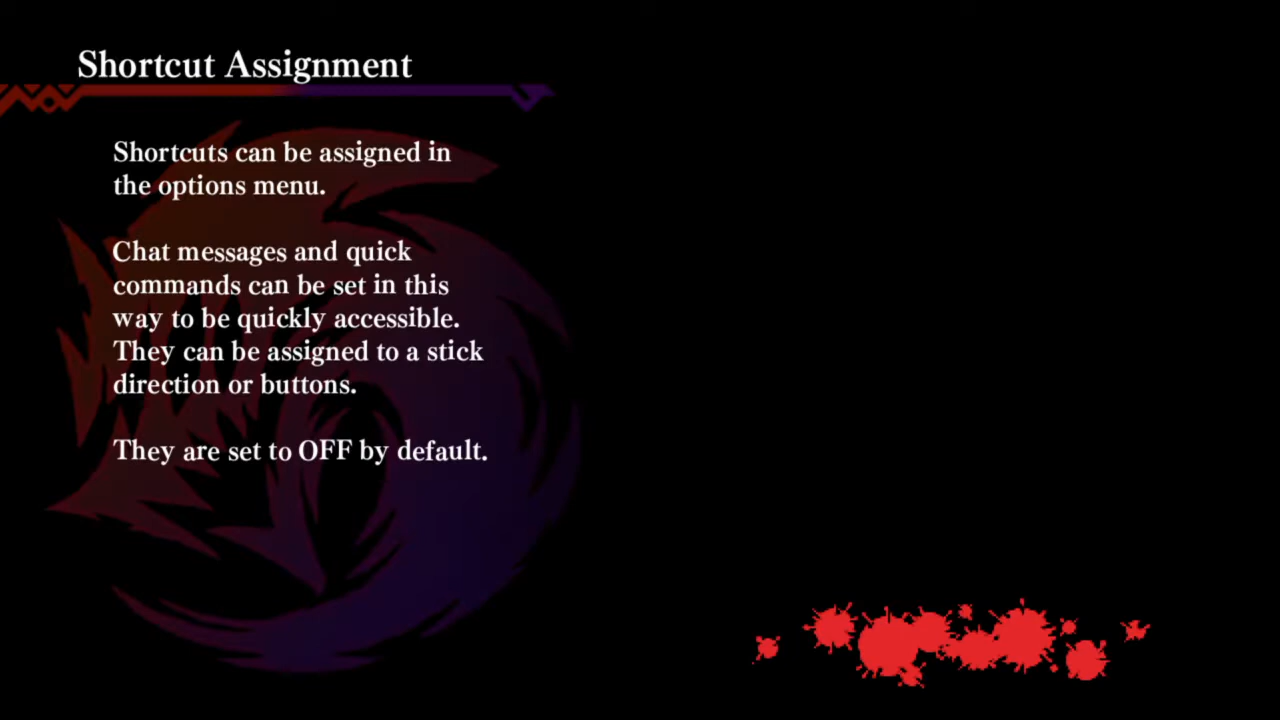 Shortcut Assignment
Shortcuts can be assigned in
the options menu.
Chat messages and quick
commands can be set in this
way to be quickly accessible.
They can be assigned to a stick
direction or buttons.
They are set to OFF by default.